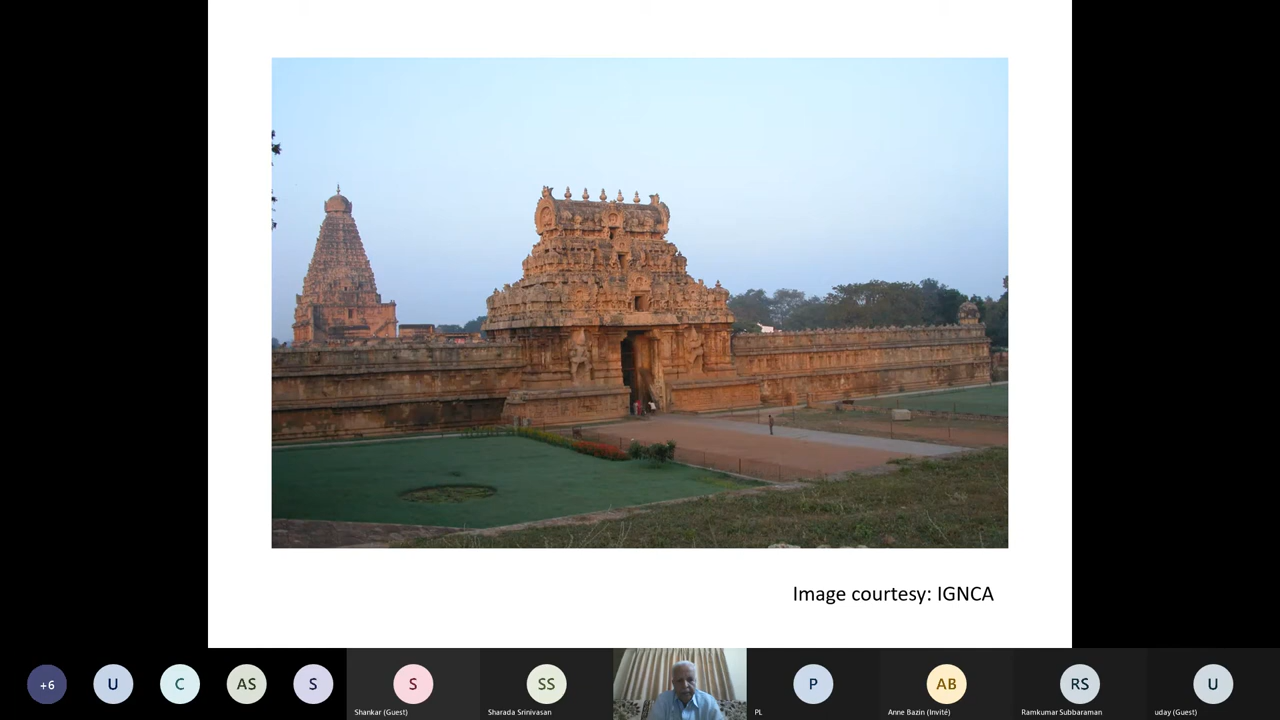 Image courtesy: IGNCA
+6
U
C
AS
S
S
SS
P
AB
RS
U
Shankar (Guest)
Sharada Srinivasan
PL
Anne Bazin (Invité)
Ramkumar Subbaraman
uday (Guest)